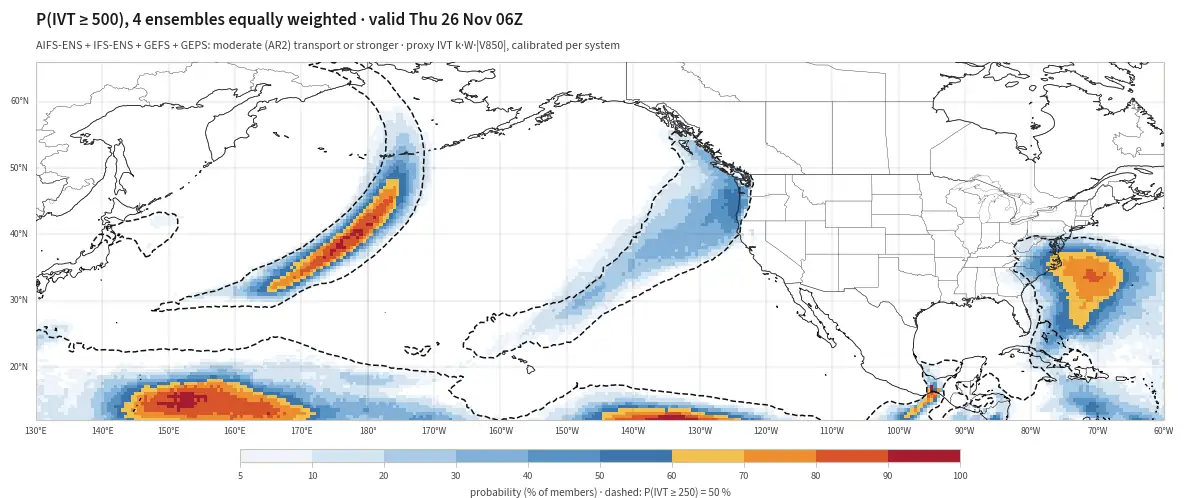 P(IVT ≥ 500), 4 ensembles equally weighted · valid Thu 26 Nov 06Z
AIFS-ENS + IFS-ENS + GEFS + GEPS: moderate (AR2) transport or stronger · proxy IVT k·W·|V850|, calibrated per system
60°N
50°N
40°N
30°N
20°N
130°E 140°E 150°E 160°E 170°E 180° 170°W 160°W 150°W 140°W 130°W 120°W 110°W 100°W 90°W 80°W 70°W 60°W
5 10 20 30 40 50 60 70 80 90 100
probability (% of members) · dashed: P(IVT ≥ 250) = 50 %